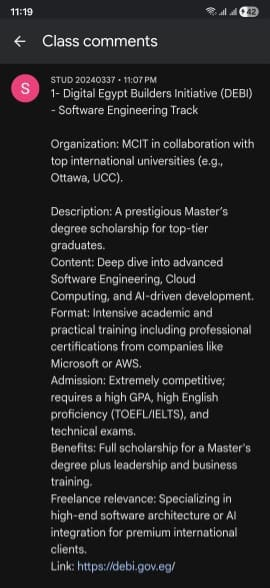 11:19
42
Class comments
S
STUD 20240337 • 11:07 PM
1- Digital Egypt Builders Initiative (DEBI)
- Software Engineering Track
Organization: MCIT in collaboration with
top international universities (e.g.,
Ottawa, UCC).
Description: A prestigious Master's
degree scholarship for top-tier
graduates.
Content: Deep dive into advanced
Software Engineering, Cloud
Computing, and AI-driven development.
Format: Intensive academic and
practical training including professional
certifications from companies like
Microsoft or AWS.
Admission: Extremely competitive;
requires a high GPA, high English
proficiency (TOEFL/IELTS), and
technical exams.
Benefits: Full scholarship for a Master's
degree plus leadership and business
training.
Freelance relevance: Specializing in
high-end software architecture or AI
integration for premium international
clients.
Link: https://debi.gov.eg/